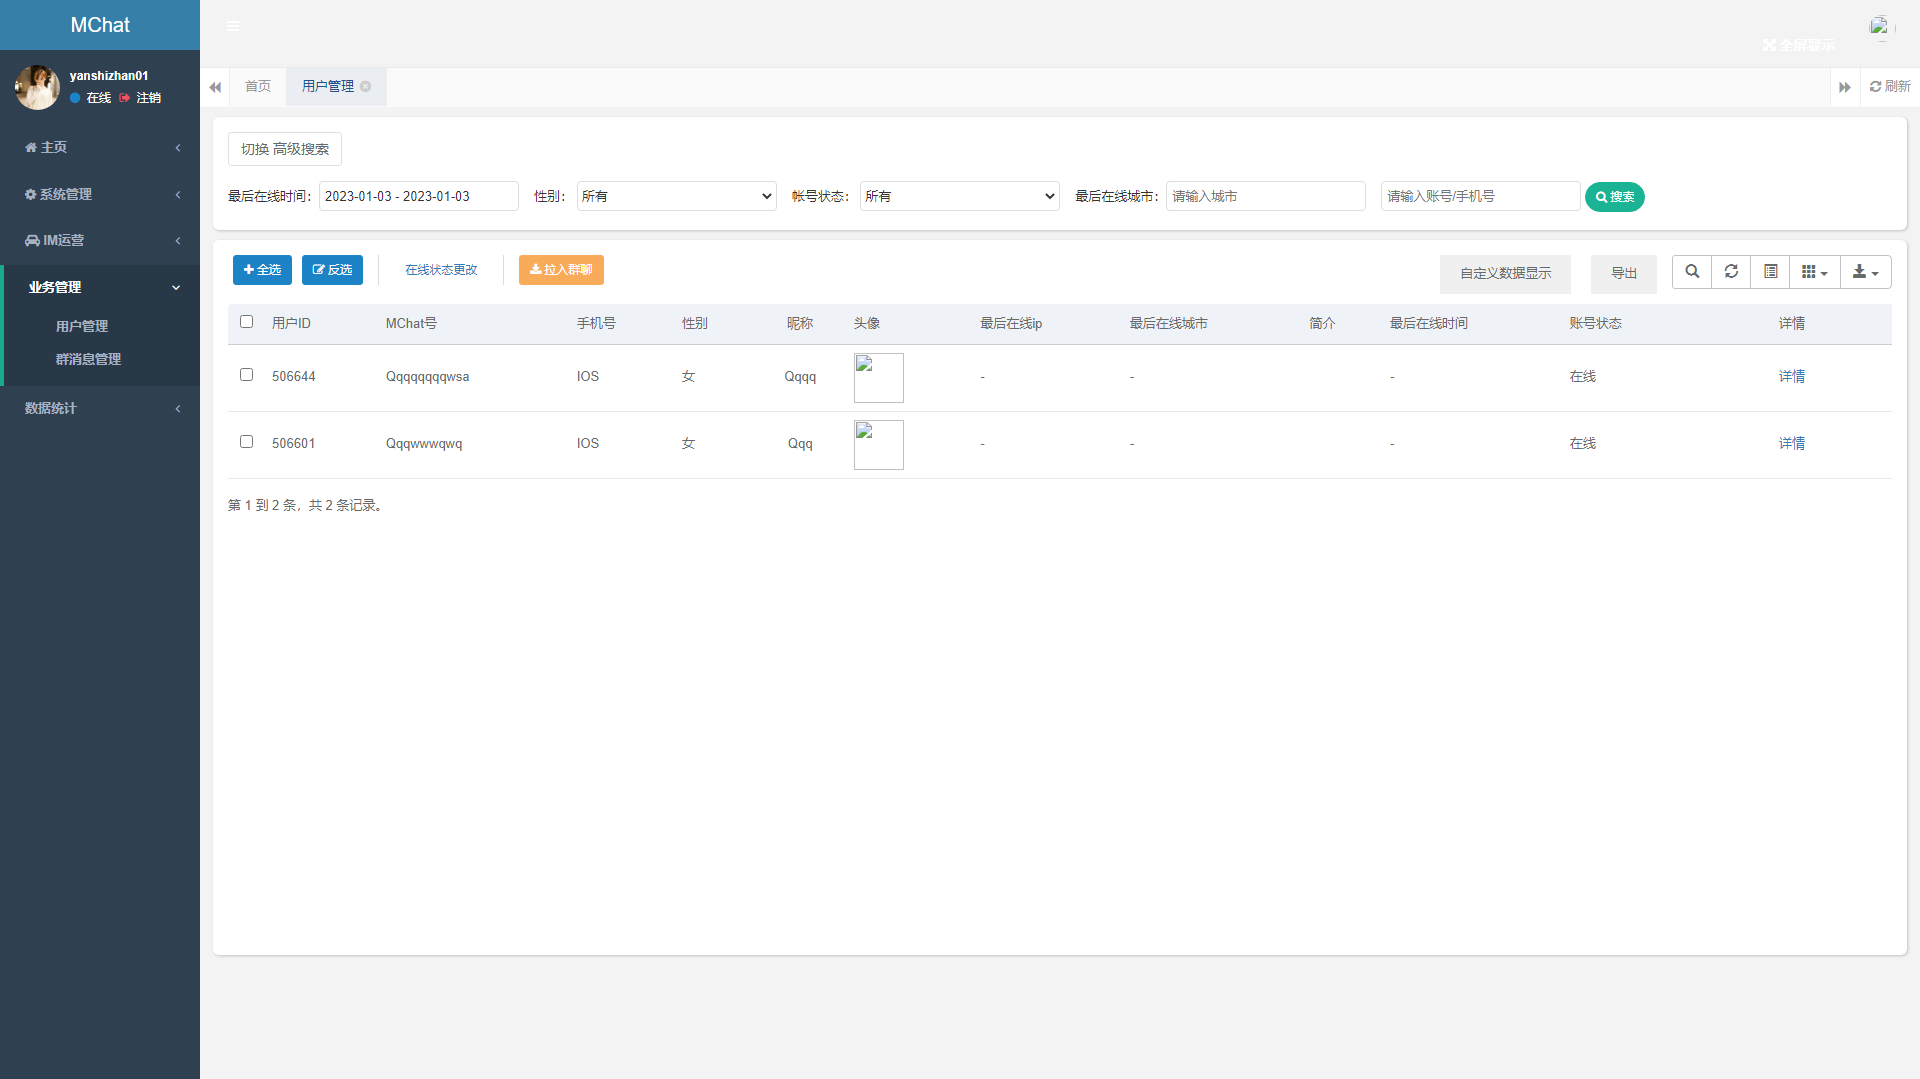 MChat
yanshizhan01
在线 注销
主页
系统管理
IM运营
业务管理
用户管理
群消息管理
数据统计
全屏显示
首页 用户管理 刷新
切换 高级搜索
最后在线时间： 2023-01-03 - 2023-01-03 性别： 所有 帐号状态： 所有 最后在线城市： 请输入城市 请输入账号/手机号 搜索
全选 反选 在线状态更改 拉入群聊 自定义数据显示 导出
用户ID MChat号 手机号 性别 昵称 头像 最后在线ip 最后在线城市 简介 最后在线时间 账号状态 详情
506644 Qqqqqqqwsa IOS 女 Qqqq - - - 在线 详情
506601 Qqqwwwqwq IOS 女 Qqq - - - 在线 详情
第 1 到 2 条，共 2 条记录。